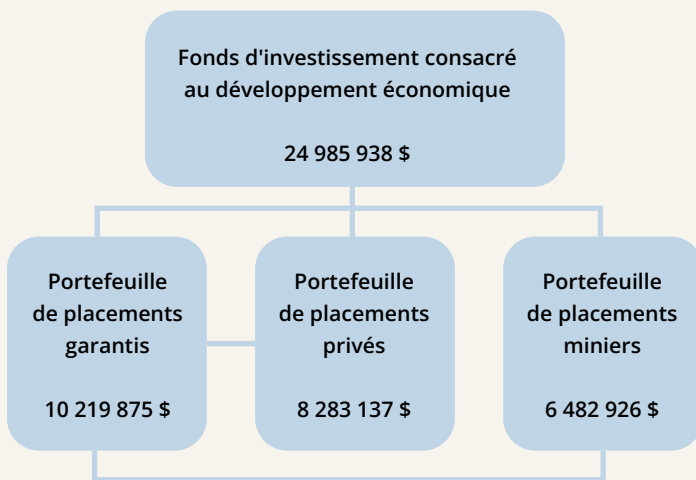 Fonds d'investissement consacré
au développement économique
24 985 938 $
Portefeuille
de placements
garantis
10 219 875 $
Portefeuille
de placements
privés
8 283 137 $
Portefeuille
de placements
miniers
6 482 926 $